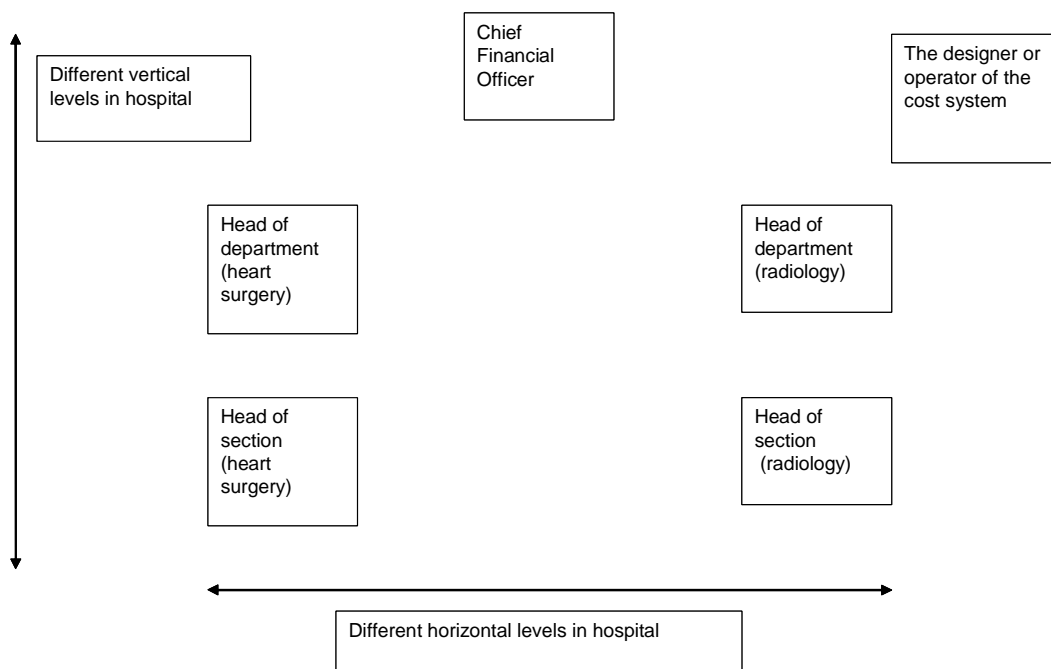 Different vertical
levels in hospital
Chief
Financial
Officer
The designer or
operator of the
cost system
Head of
department
(heart
surgery)
Head of
department
(radiology)
Head of
section
(heart
surgery)
Head of
section
(radiology)
Different horizontal levels in hospital